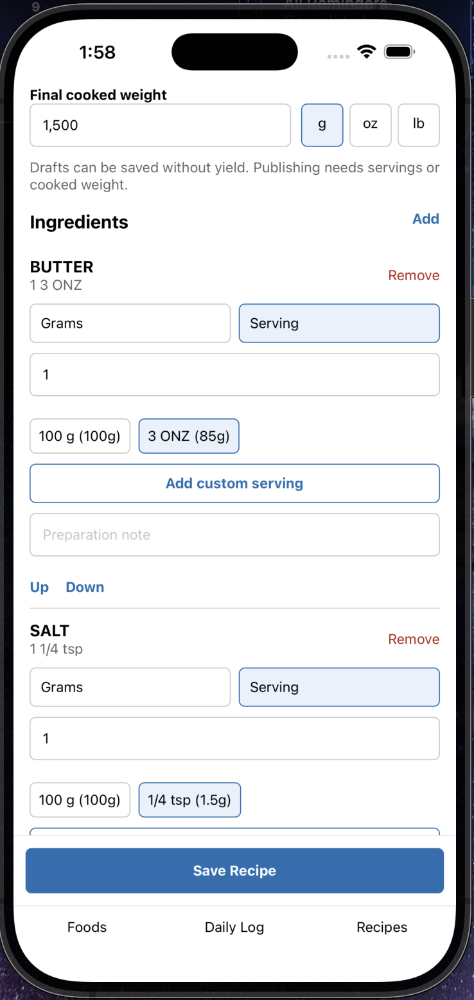 9
1:58
Final cooked weight
1,500
g
oz
lb
Drafts can be saved without yield. Publishing needs servings or
cooked weight.
Ingredients
Add
BUTTER
1 3 ONZ
Remove
Grams
Serving
1
100 g (100g)
3 ONZ (85g)
Add custom serving
Preparation note
Up
Down
SALT
1 1/4 tsp
Remove
Grams
Serving
1
100 g (100g)
1/4 tsp (1.5g)
Save Recipe
Foods
Daily Log
Recipes